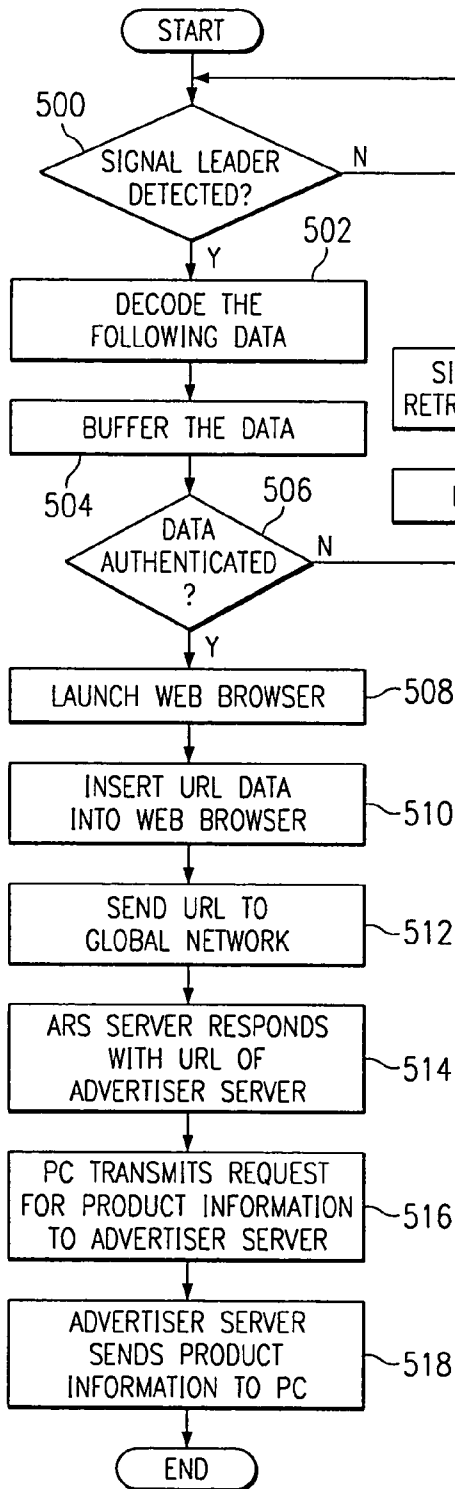 START
500
SIGNAL LEADER
DETECTED?
N
Y
502
DECODE THE
FOLLOWING DATA
SI
RETR
BUFFER THE DATA
504
506
DATA
AUTHENTICATED
?
N
Y
LAUNCH WEB BROWSER
508
INSERT URL DATA
INTO WEB BROWSER
510
SEND URL TO
GLOBAL NETWORK
512
ARS SERVER RESPONDS
WITH URL OF
ADVERTISER SERVER
514
PC TRANSMITS REQUEST
FOR PRODUCT INFORMATION
TO ADVERTISER SERVER
516
ADVERTISER SERVER
SENDS PRODUCT
INFORMATION TO PC
518
END